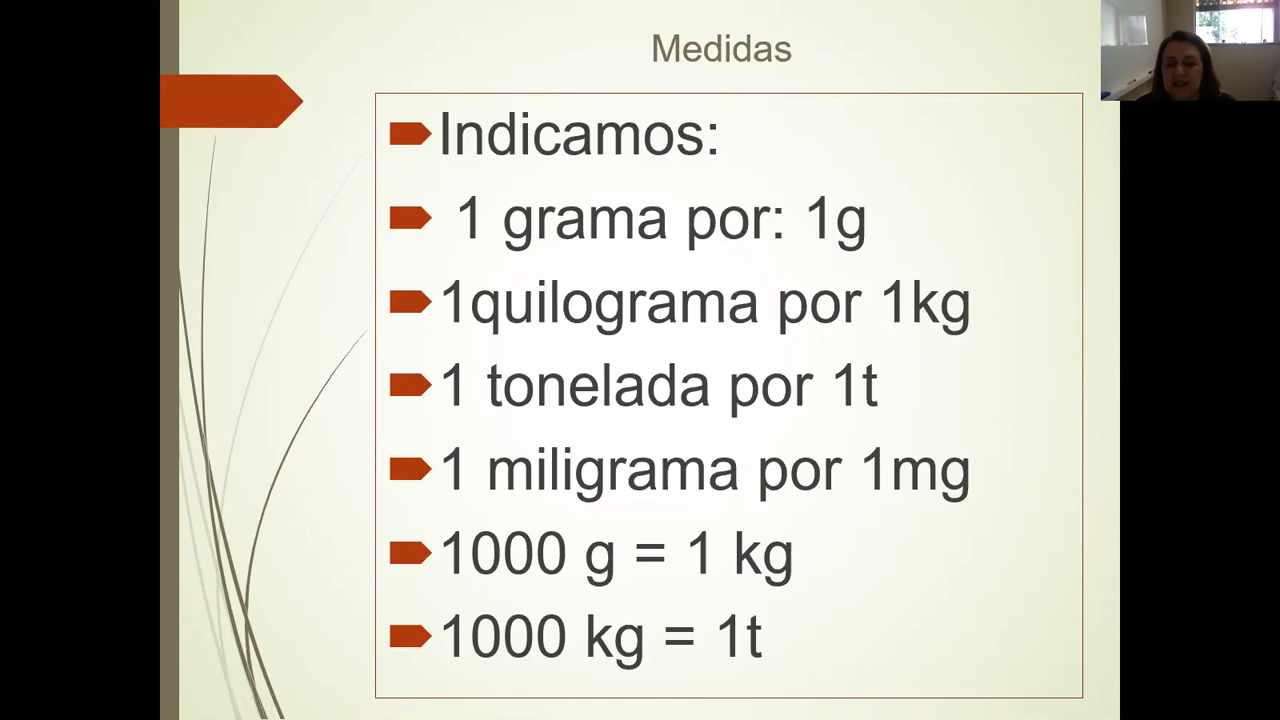 Medidas
Indicamos:
1 grama por: 1g
1quilograma por 1kg
1 tonelada por 1t
1 miligrama por 1mg
1000 g = 1 kg
1000 kg = 1t